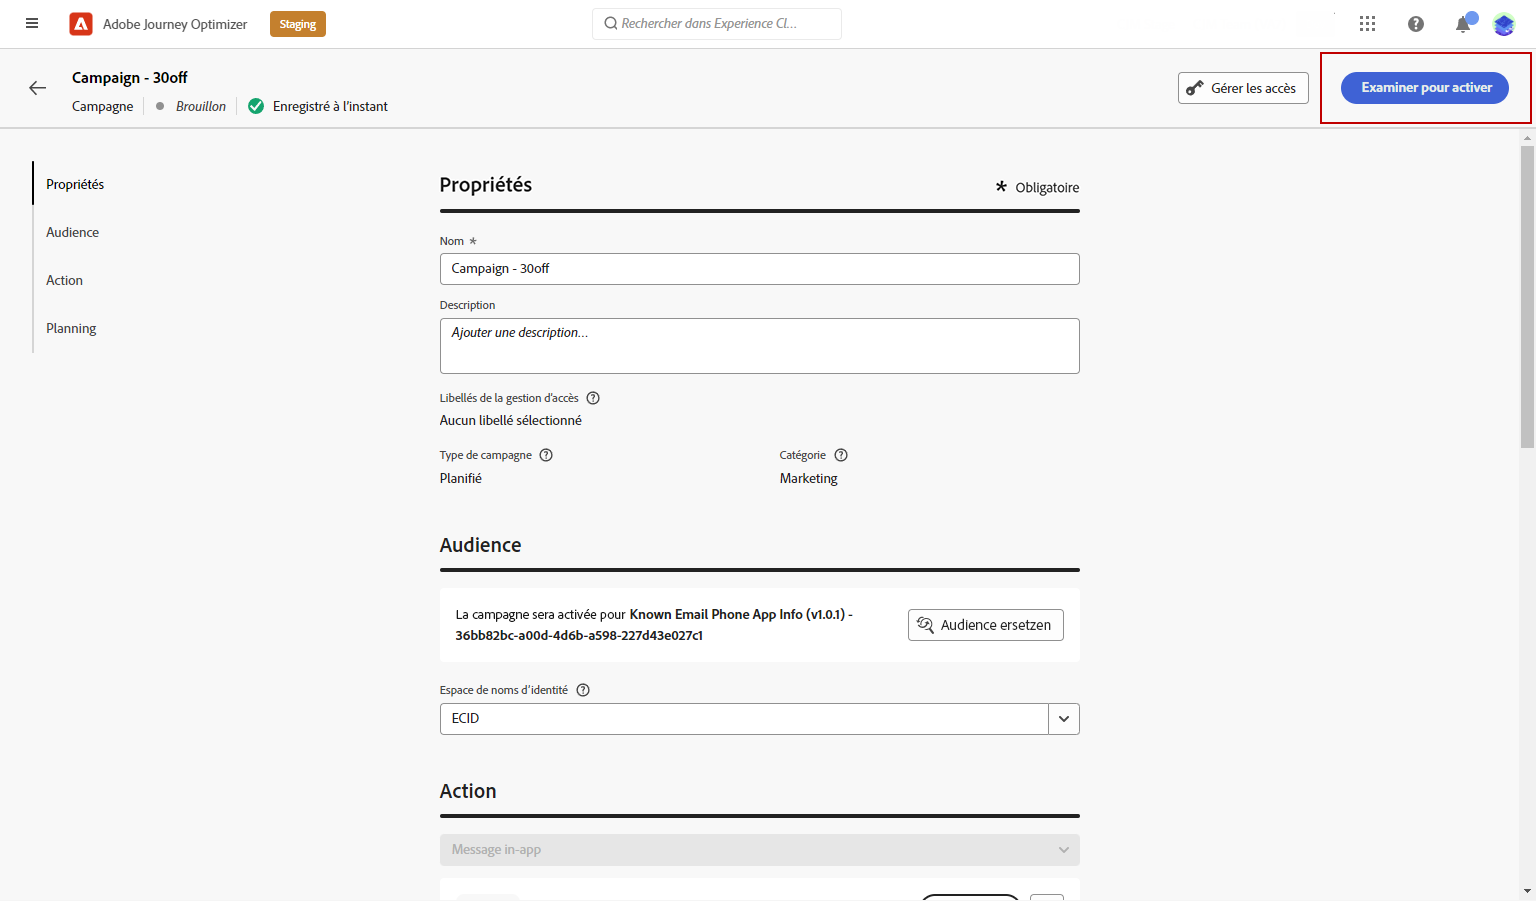 Adobe Journey Optimizer
Staging
Rechercher dans Experience Cl...
Campaign - 30off
Campagne
Brouillon
Enregistré à l’instant
Gérer les accès
Examiner pour activer
Propriétés
Audience
Action
Planning
Propriétés
* Obligatoire
Nom *
Campaign - 30off
Description
Ajouter une description...
Libellés de la gestion d’accès
Aucun libellé sélectionné
Type de campagne
Planifié
Catégorie
Marketing
Audience
La campagne sera activée pour Known Email Phone App Info (v1.0.1) -
36bb82bc-a00d-4d6b-a598-227d43e027c1
Audience ersetzen
Espace de noms d’identité
ECID
Action
Message in-app